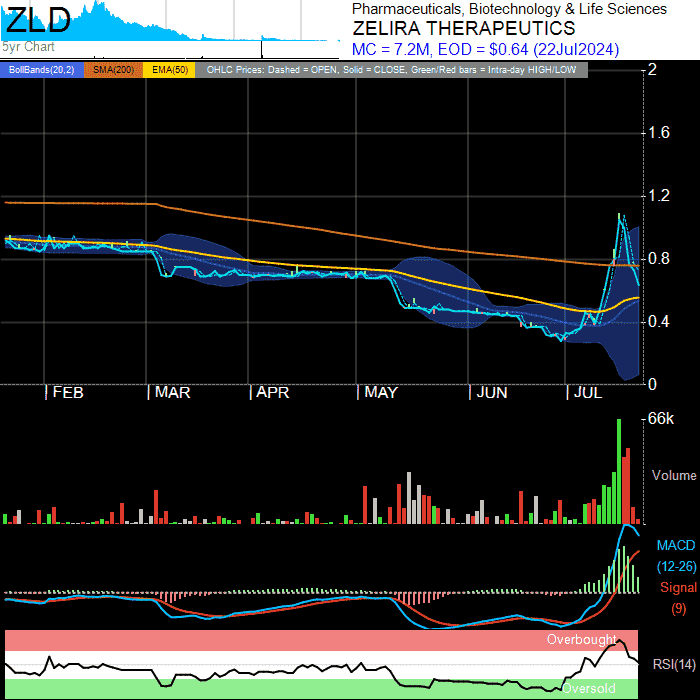 ZLD
5yr Chart
Pharmaceuticals, Biotechnology & Life Sciences
ZELIRA THERAPEUTICS
MC = 7.2M, EOD = $0.64 (22Jul2024)
BollBands(20,2) SMA(200) EMA(50) OHLC Prices: Dashed = OPEN, Solid = CLOSE, Green/Red bars = Intra-day HIGH/LOW
2
1.6
1.2
0.8
0.4
0
FEB MAR APR MAY JUN JUL
66k
Volume
MACD
(12-26)
Signal
(9)
Overbought
RSI(14)
Oversold